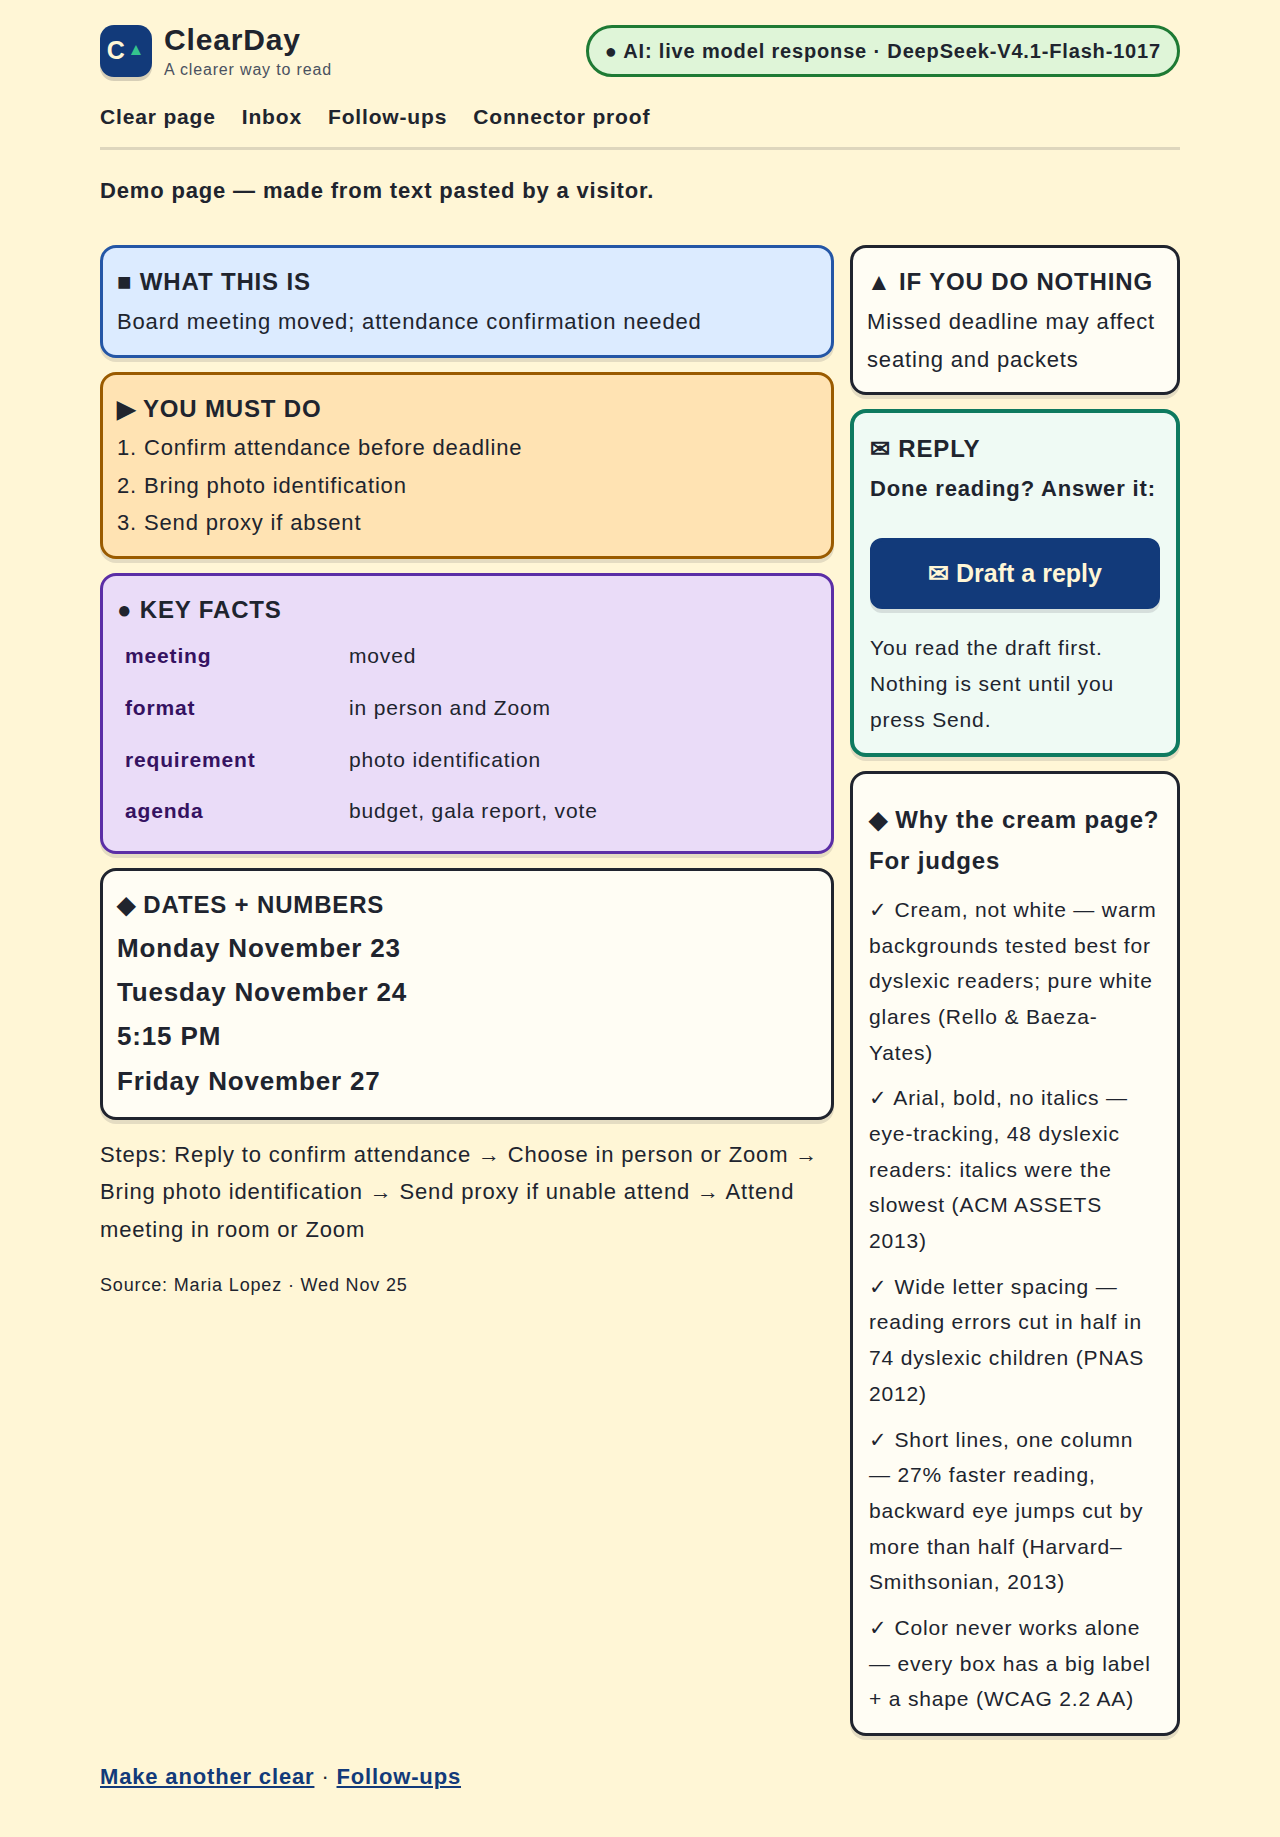 C▲
ClearDay
A clearer way to read
● AI: live model response · DeepSeek-V4.1-Flash-1017
Clear page Inbox Follow-ups Connector proof
Demo page — made from text pasted by a visitor.
■ WHAT THIS IS
Board meeting moved; attendance confirmation needed
▶ YOU MUST DO
1. Confirm attendance before deadline
2. Bring photo identification
3. Send proxy if absent
● KEY FACTS
meeting moved
format in person and Zoom
requirement photo identification
agenda budget, gala report, vote
◆ DATES + NUMBERS
Monday November 23
Tuesday November 24
5:15 PM
Friday November 27
Steps: Reply to confirm attendance → Choose in person or Zoom →
Bring photo identification → Send proxy if unable attend → Attend
meeting in room or Zoom
Source: Maria Lopez · Wed Nov 25
▲ IF YOU DO NOTHING
Missed deadline may affect
seating and packets
✉ REPLY
Done reading? Answer it:
✉ Draft a reply
You read the draft first.
Nothing is sent until you
press Send.
◆ Why the cream page?
For judges
✓ Cream, not white — warm
backgrounds tested best for
dyslexic readers; pure white
glares (Rello & Baeza-
Yates)
✓ Arial, bold, no italics —
eye-tracking, 48 dyslexic
readers: italics were the
slowest (ACM ASSETS
2013)
✓ Wide letter spacing —
reading errors cut in half in
74 dyslexic children (PNAS
2012)
✓ Short lines, one column
— 27% faster reading,
backward eye jumps cut by
more than half (Harvard–
Smithsonian, 2013)
✓ Color never works alone
— every box has a big label
+ a shape (WCAG 2.2 AA)
Make another clear · Follow-ups